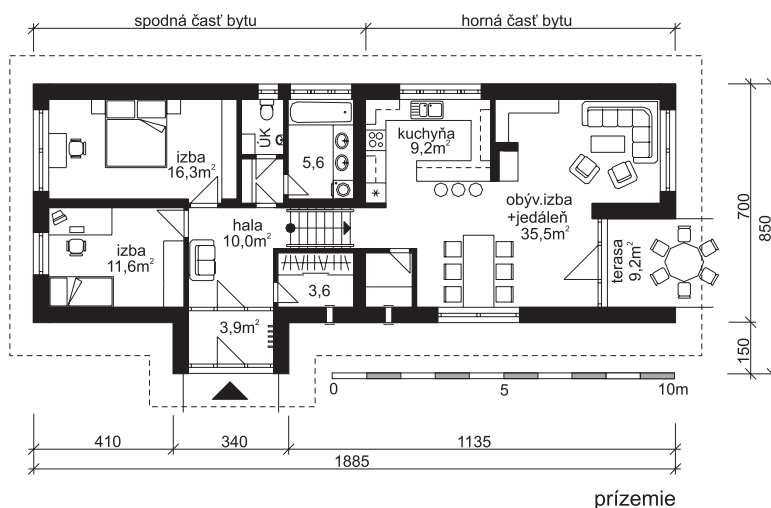 spodná časť bytu
horná časť bytu
izba
16,3m²
ÚK
5,6
kuchyňa
9,2m²
*
obýv.izba
+jedáleň
35,5m²
izba
11,6m²
hala
10,0m²
3,6
terasa
9,2m²
3,9m²
700
850
150
0
5
10m
410
340
1135
1885
prízemie